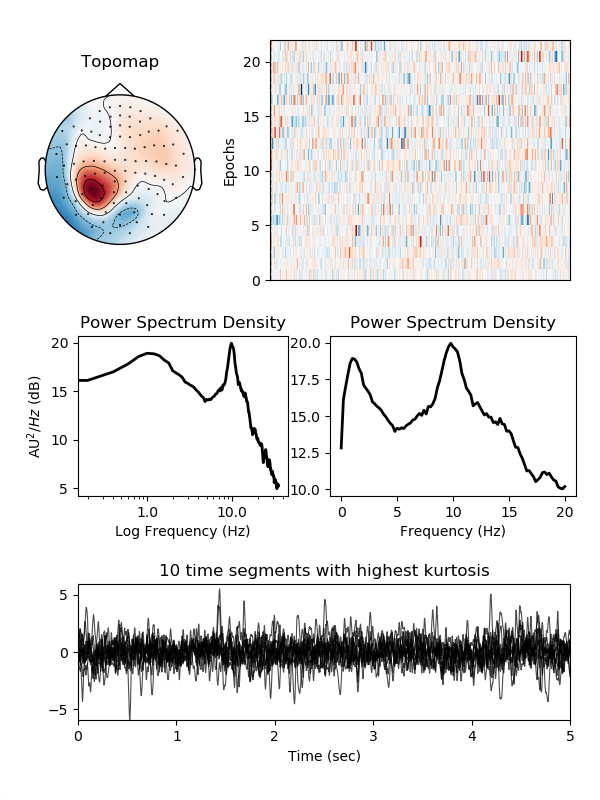 Topomap
20
15
10
5
0
Epochs
Power Spectrum Density
20
15
10
5
AU²/Hz (dB)
1.0 10.0
Log Frequency (Hz)
Power Spectrum Density
20.0
17.5
15.0
12.5
10.0
0 5 10 15 20
Frequency (Hz)
10 time segments with highest kurtosis
5
0
−5
0 1 2 3 4 5
Time (sec)